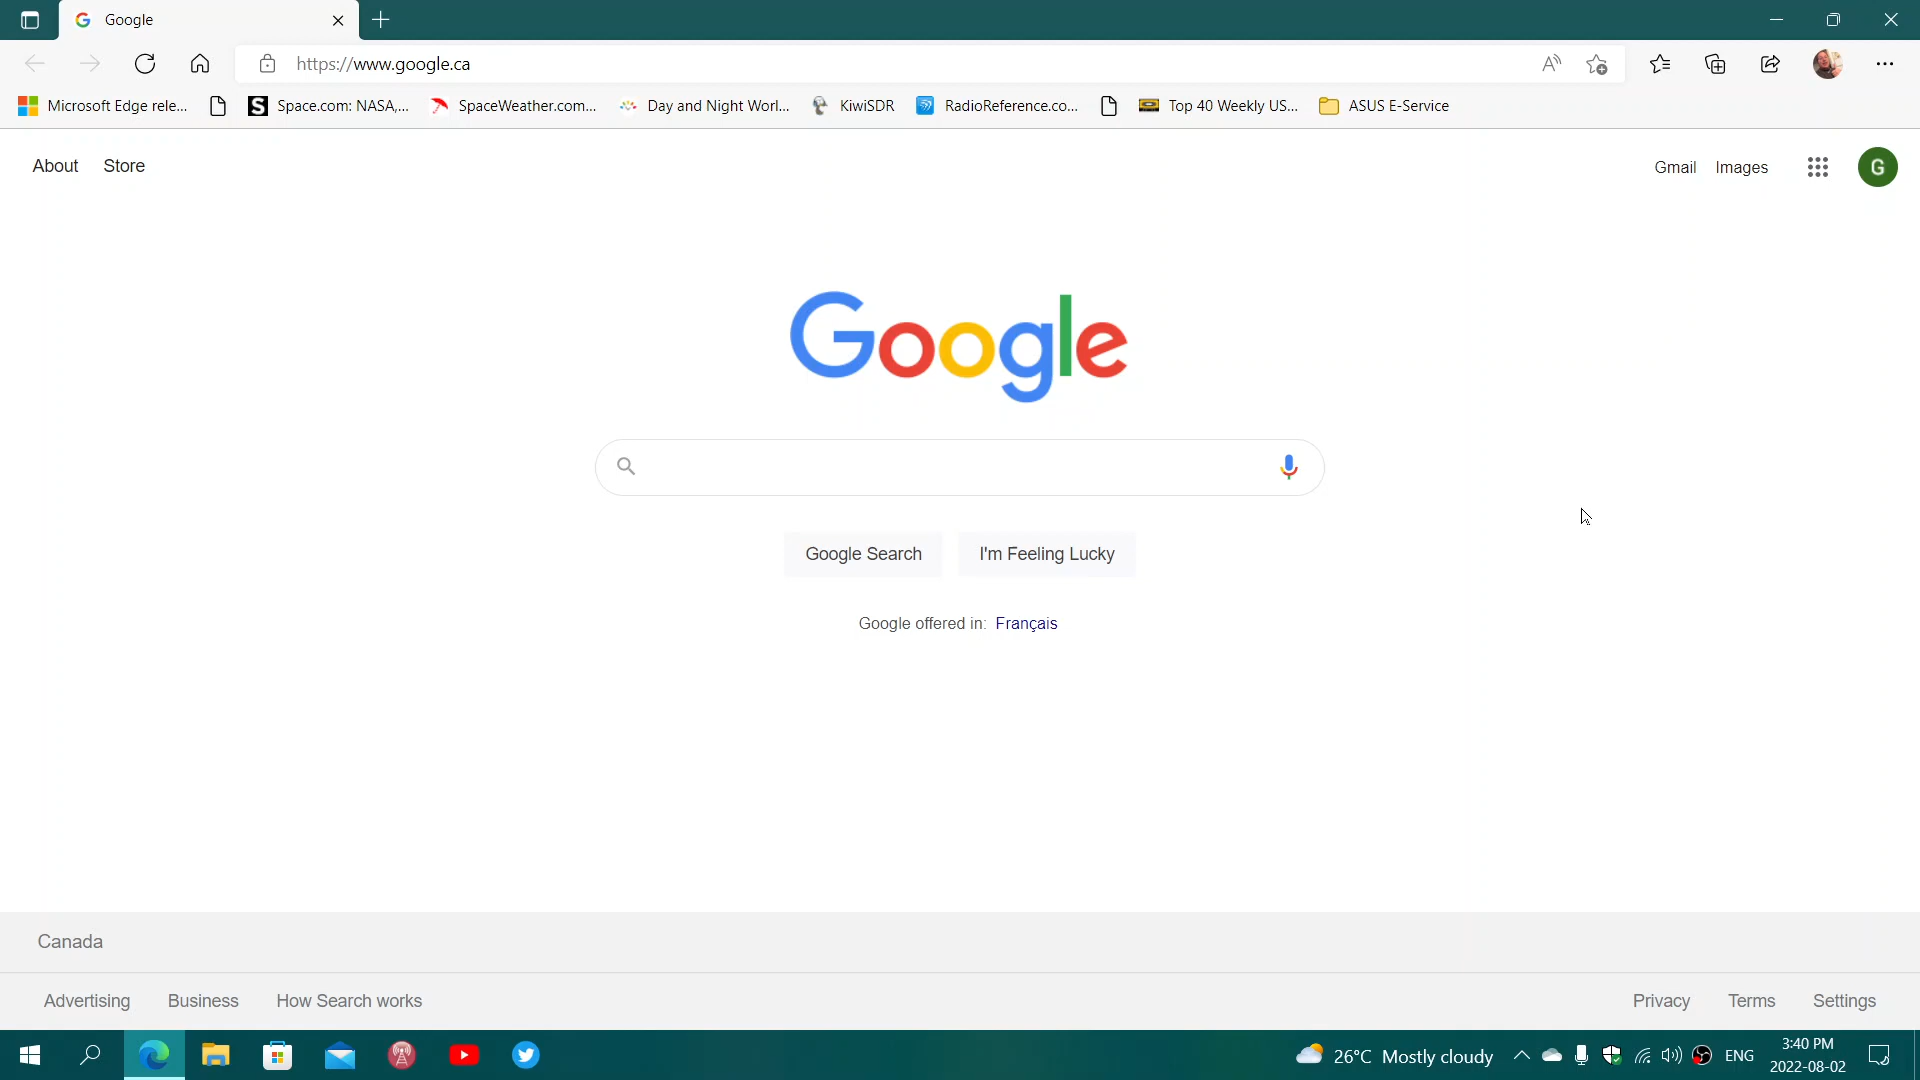 Google
https://www.google.ca
Microsoft Edge rele...
Space.com: NASA,...
SpaceWeather.com...
Day and Night Worl...
KiwiSDR
RadioReference.co...
Top 40 Weekly US...
ASUS E-Service
About Store
Gmail Images
G
Google
Google Search I'm Feeling Lucky
Google offered in: Français
Canada
Advertising Business How Search works
Privacy Terms Settings
26°C Mostly cloudy
ENG
3:40 PM
2022-08-02